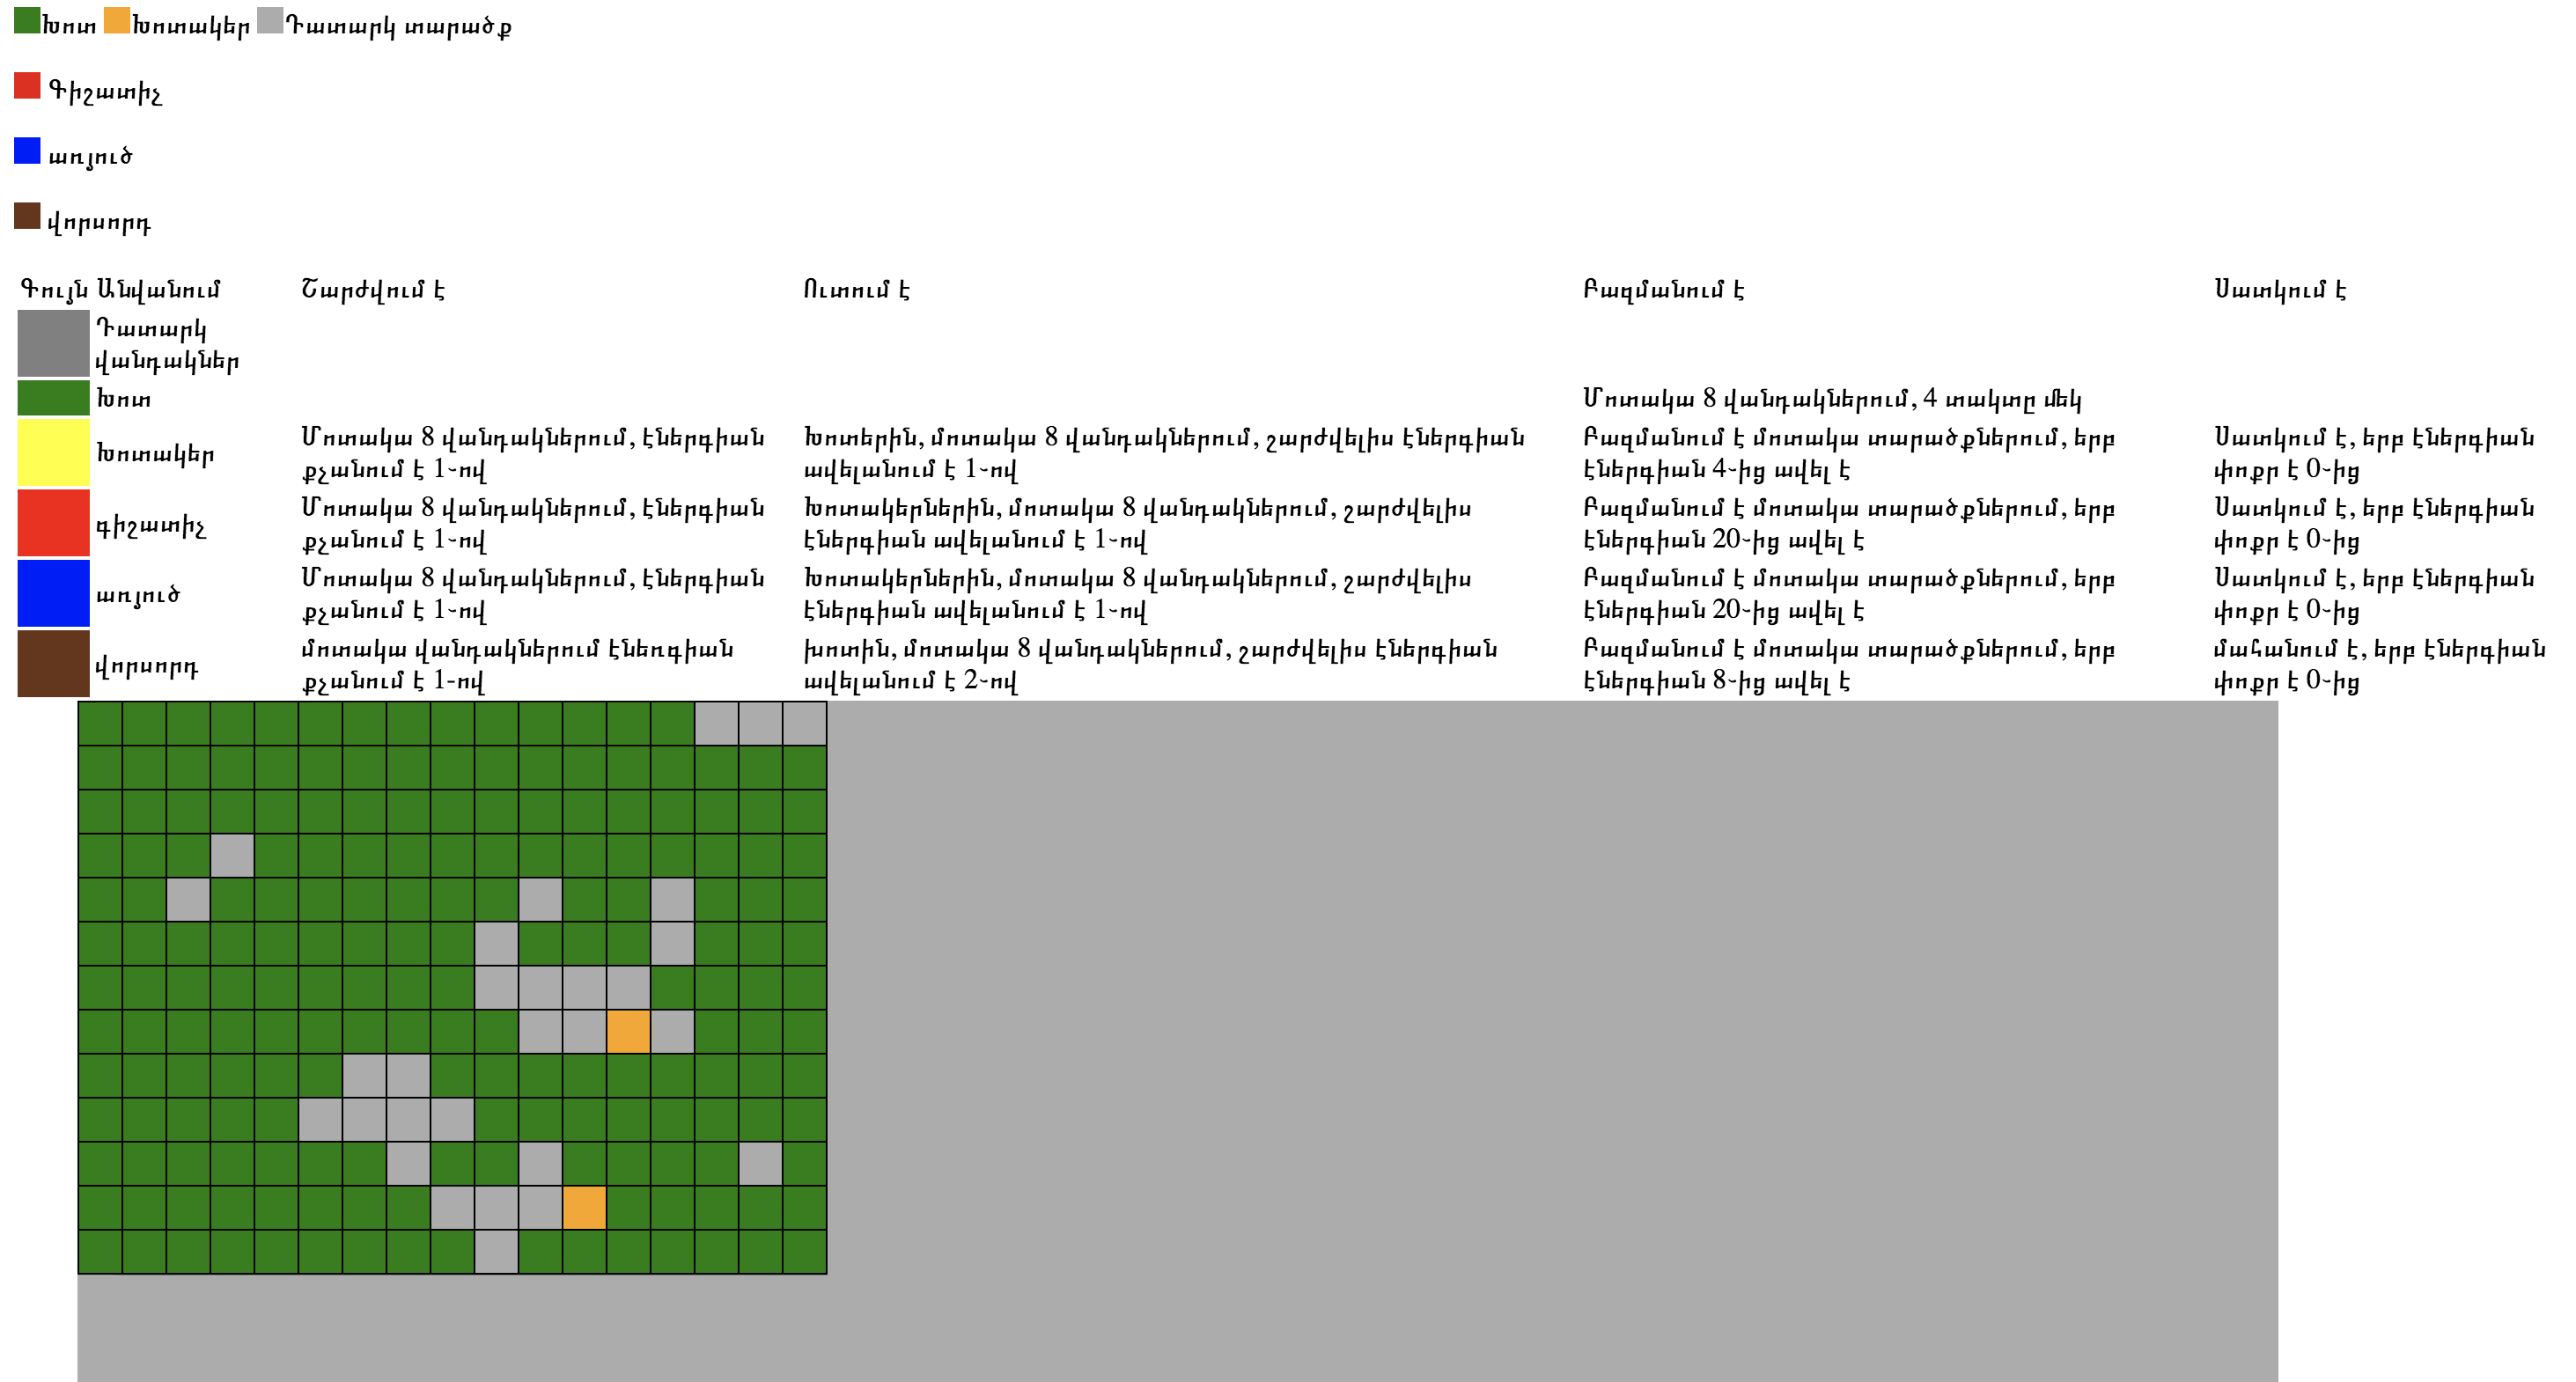 Խոտ Խոտակեր Դատարկ տարածք
Գիշատիչ
առյուծ
վորսորդ
Գույն Անվանում Շարժվում է Ուտում է Բազմանում է Սատկում է
Դատարկ
վանդակներ
Խոտ Մոտակա 8 վանդակներում, 4 տակտը մեկ
Խոտակեր
Մոտակա 8 վանդակներում, էներգիան
քչանում է 1֊ով
Խոտերին, մոտակա 8 վանդակներում, շարժվելիս էներգիան
ավելանում է 1֊ով
Բազմանում է մոտակա տարածքներում, երբ
էներգիան 4֊ից ավել է
Սատկում է, երբ էներգիան
փոքր է 0֊ից
գիշատիչ
Մոտակա 8 վանդակներում, էներգիան
քչանում է 1֊ով
Խոտակերներին, մոտակա 8 վանդակներում, շարժվելիս
էներգիան ավելանում է 1֊ով
Բազմանում է մոտակա տարածքներում, երբ
էներգիան 20֊ից ավել է
Սատկում է, երբ էներգիան
փոքր է 0֊ից
առյուծ
Մոտակա 8 վանդակներում, էներգիան
քչանում է 1֊ով
Խոտակերներին, մոտակա 8 վանդակներում, շարժվելիս
էներգիան ավելանում է 1֊ով
Բազմանում է մոտակա տարածքներում, երբ
էներգիան 20֊ից ավել է
Սատկում է, երբ էներգիան
փոքր է 0֊ից
վորսորդ
մոտակա վանդակներում էնեռգիան
քչանում է 1-ով
խոտին, մոտակա 8 վանդակներում, շարժվելիս էներգիան
ավելանում է 2֊ով
Բազմանում է մոտակա տարածքներում, երբ
էներգիան 8֊ից ավել է
մահանում է, երբ էներգիան
փոքր է 0֊ից